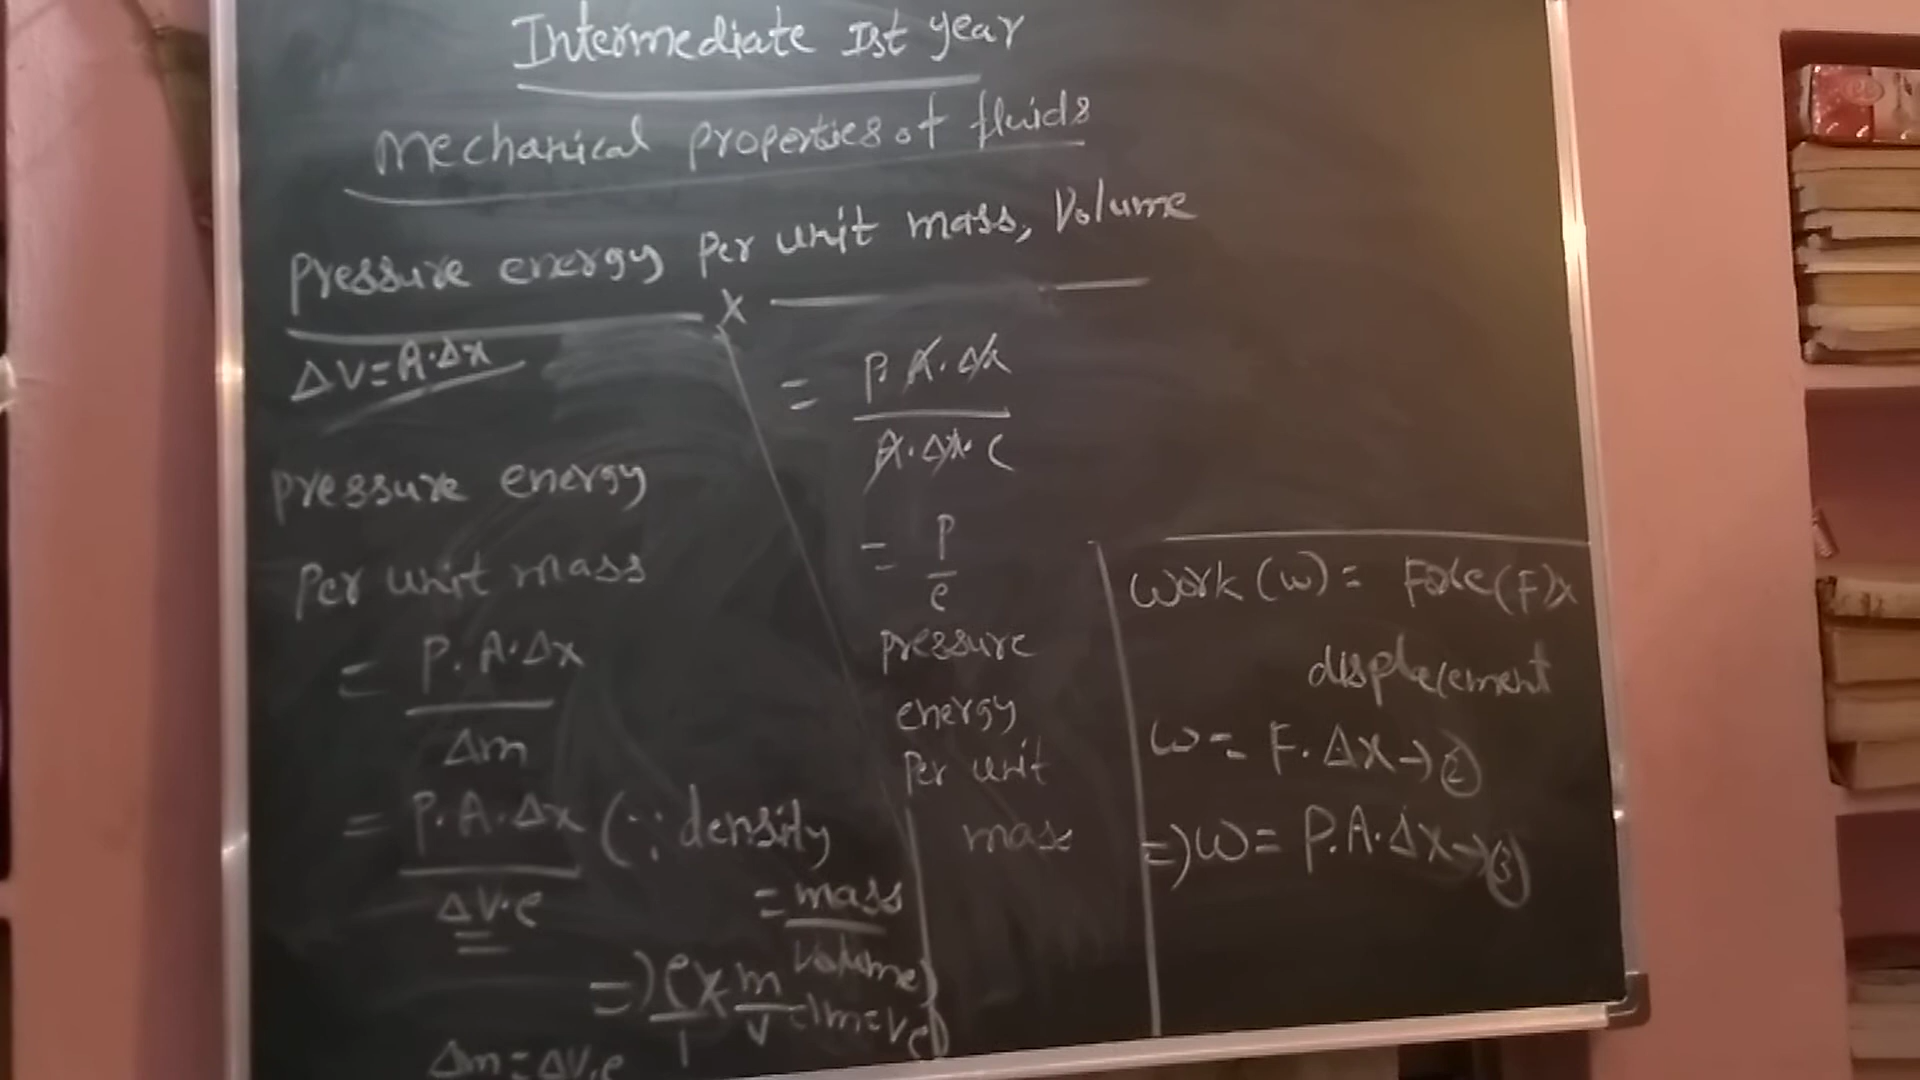 Intermediate Ist year
Mechanical properties of fluids
Pressure energy per unit mass, Volume
x
ΔV=A.Δx
pressure energy
Per unit mass
= P.A.Δx
Δm
= P.A.Δx (∵ density
ΔV.ρ
= mass
Volume)
=) ρ/1 x m/v =)m=Vρ)
Δm=ΔV.ρ
= P.A.Δx
A.Δx.ρ
= P
ρ
pressure
energy
Per unit
mass
Work (W) = Force(F)x
displacement
W = F.Δx→②
=) W = P.A.Δx→③